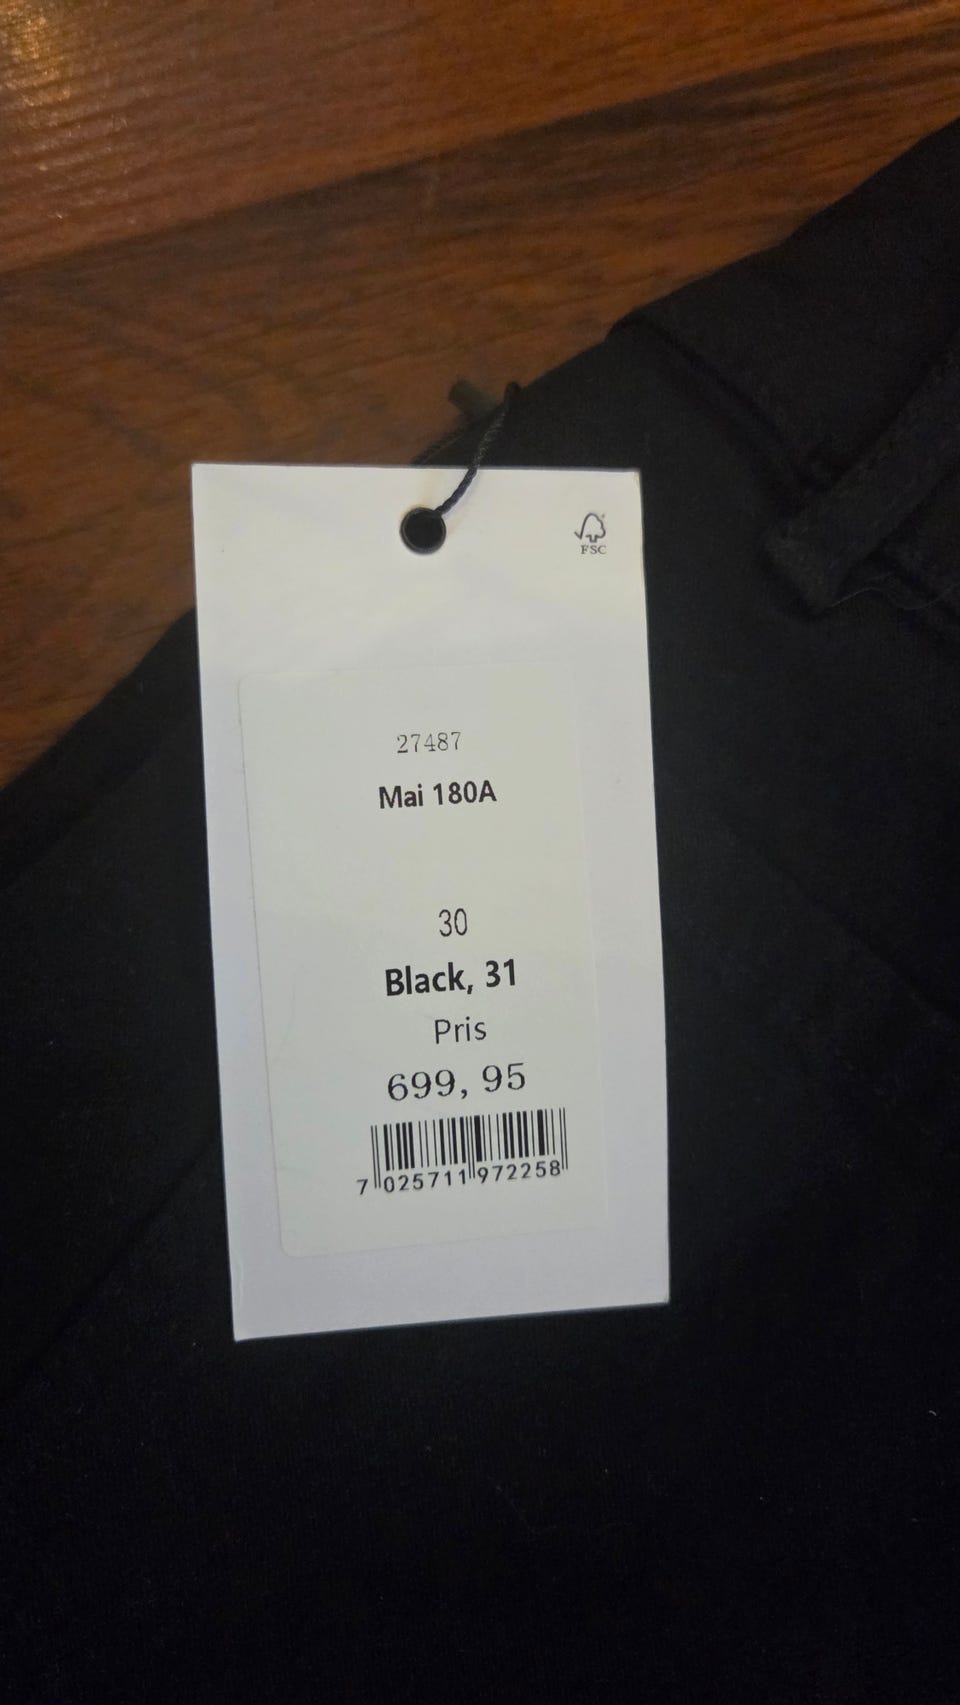 FSC
27487
Mai 180A
30
Black, 31
Pris
699, 95
7 025711 972258